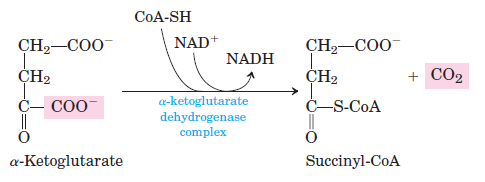 CoA-SH
NAD⁺
NADH
CH₂—COO⁻
CH₂
C—COO⁻
O
α-Ketoglutarate
α-ketoglutarate
dehydrogenase
complex
CH₂—COO⁻
CH₂
C—S-CoA
O
Succinyl-CoA
+ CO₂